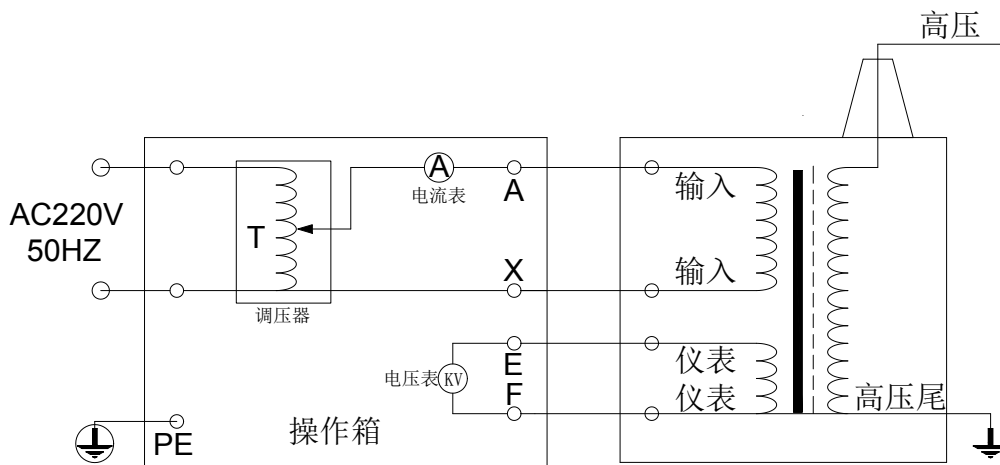 高压
A
电流表
A
输入
AC220V
50HZ
T
X
输入
调压器
E
仪表
电压表
KV
F
仪表
高压尾
PE
操作箱